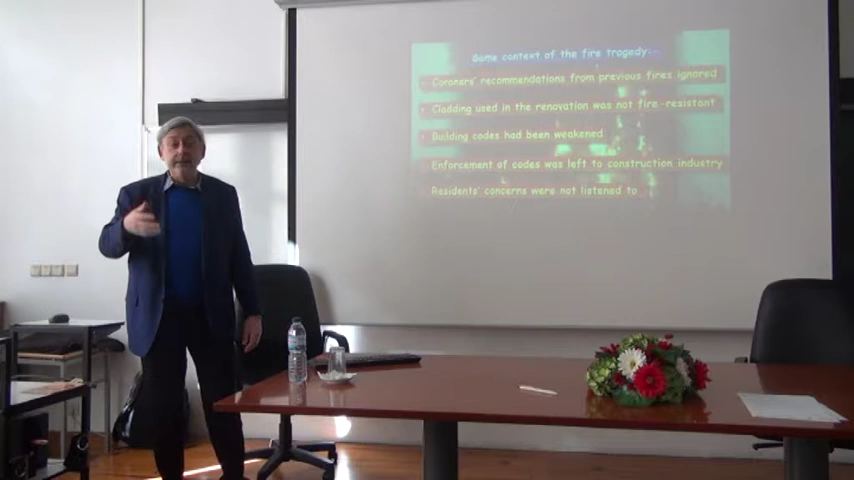 Some context of the fire tragedy:
Coroners' recommendations from previous fires ignored
Cladding used in the renovation was not fire-resistant
Building codes had been weakened
Enforcement of codes was left to construction industry
Residents' concerns were not listened to